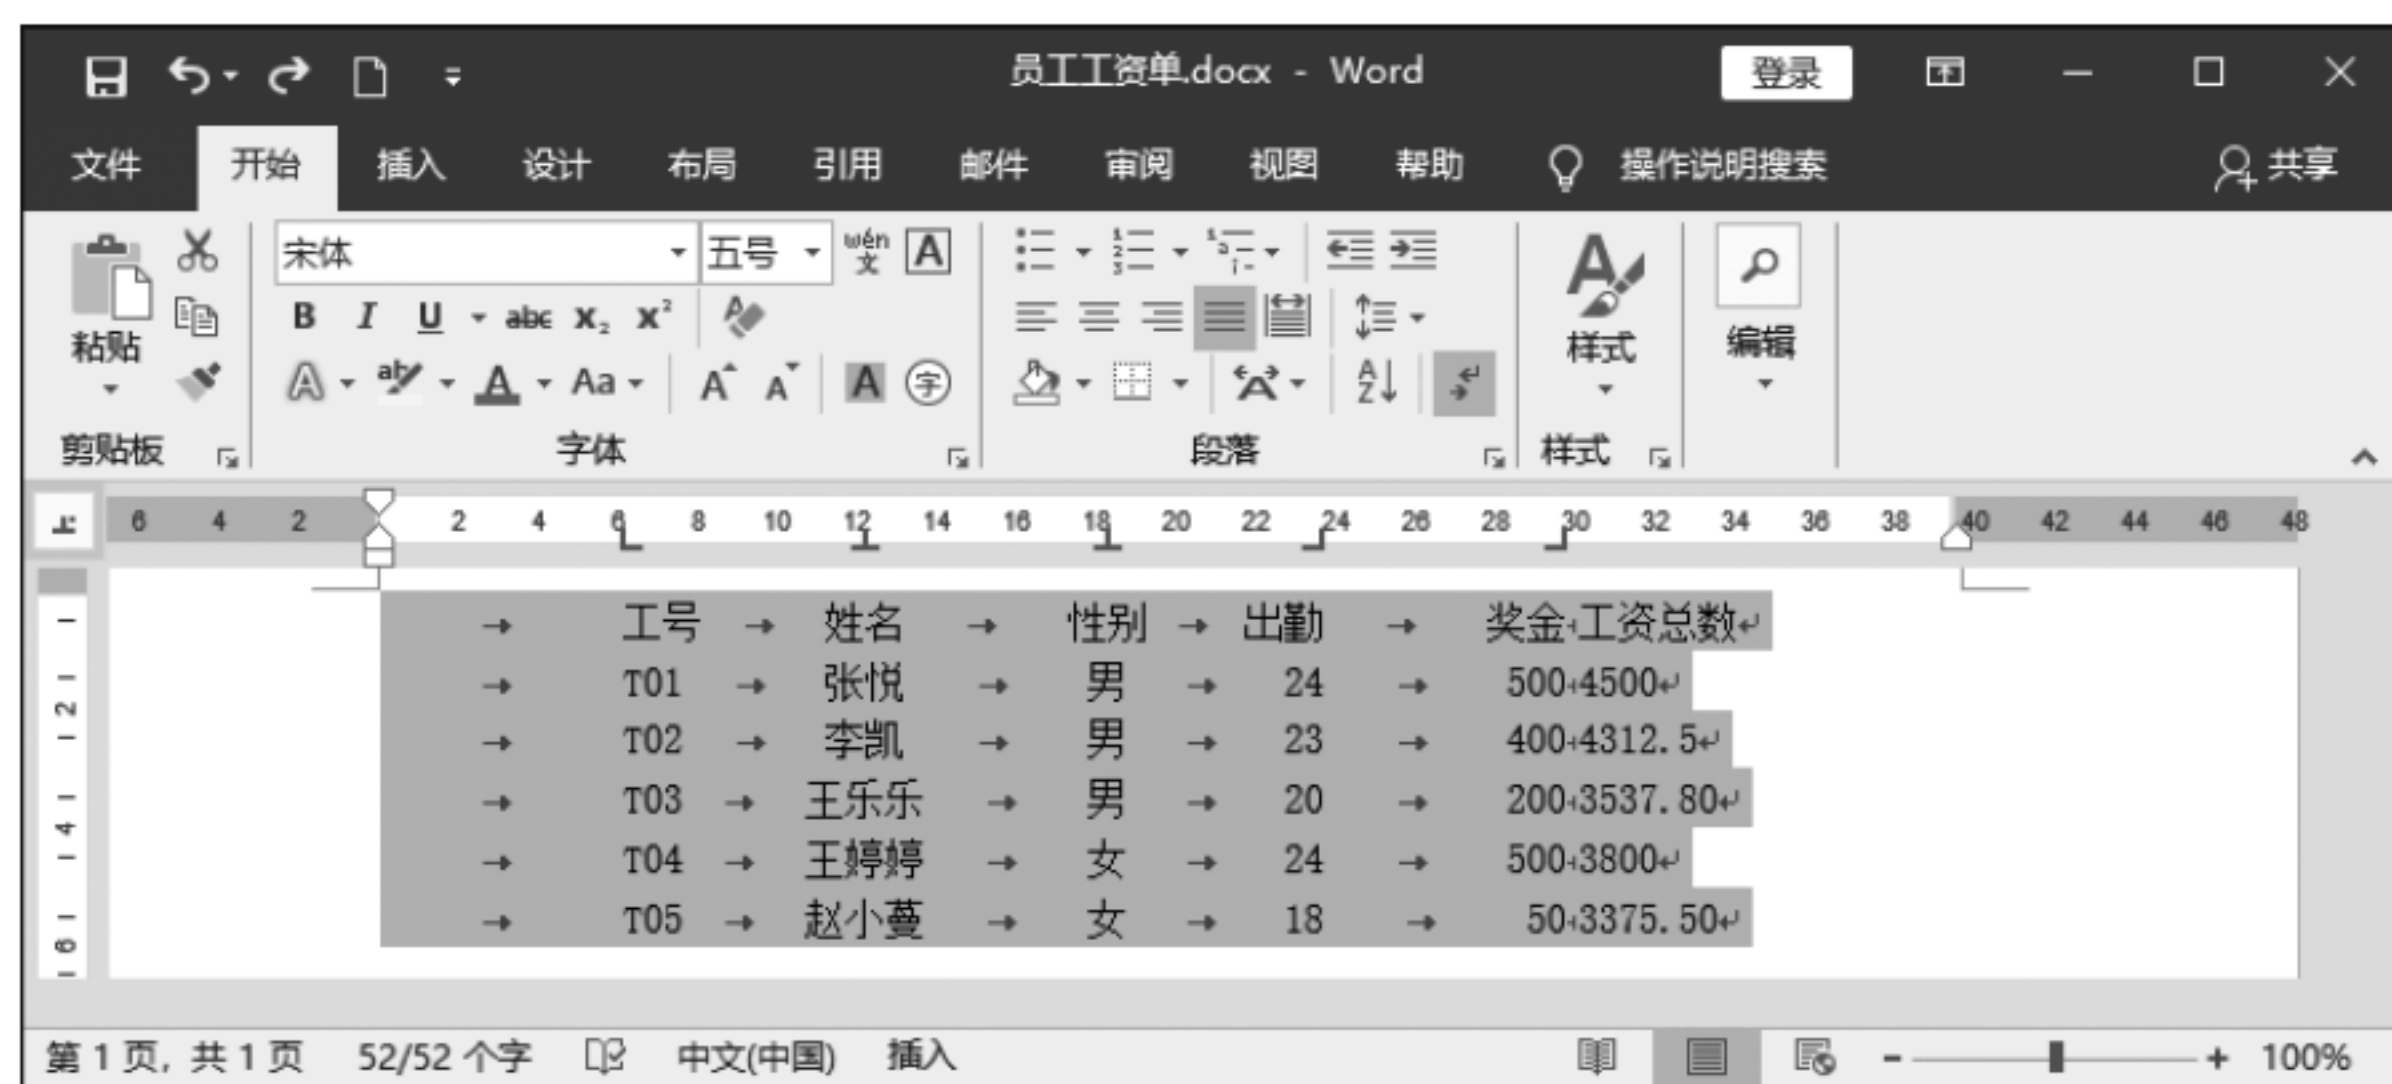 员工工资单.docx - Word 登录
文件 开始 插入 设计 布局 引用 邮件 审阅 视图 帮助 操作说明搜索 共享
宋体 五号 wén 文 A
粘贴 B I U abc x₂ x² 样式 编辑
A ab A Aa A A A 字 A A Z
剪贴板 字体 段落 样式
6 4 2 2 4 6 8 10 12 14 16 18 20 22 24 26 28 30 32 34 36 38 40 42 44 46 48
→ 工号 → 姓名 → 性别 → 出勤 → 奖金 工资总数↵
→ T01 → 张悦 → 男 → 24 → 500 4500↵
2 → T02 → 李凯 → 男 → 23 → 400 4312.5↵
→ T03 → 王乐乐 → 男 → 20 → 200 3537.80↵
4 → T04 → 王婷婷 → 女 → 24 → 500 3800↵
6 → T05 → 赵小蔓 → 女 → 18 → 50 3375.50↵
第 1 页, 共 1 页 52/52 个字 中文(中国) 插入 - + 100%